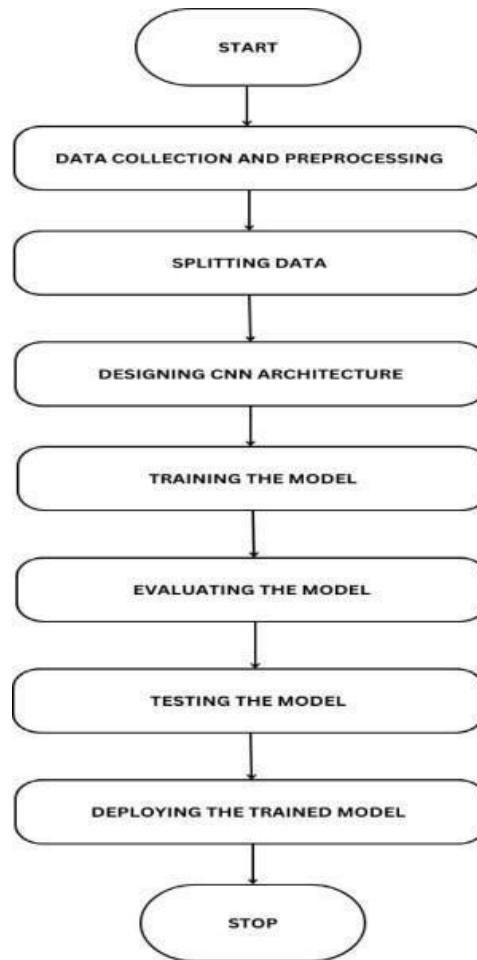 START
DATA COLLECTION AND PREPROCESSING
SPLITTING DATA
DESIGNING CNN ARCHITECTURE
TRAINING THE MODEL
EVALUATING THE MODEL
TESTING THE MODEL
DEPLOYING THE TRAINED MODEL
STOP